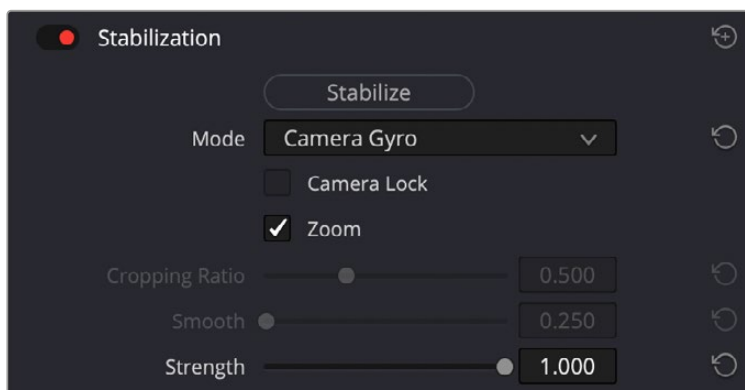 Stabilization
Stabilize
Mode Camera Gyro
Camera Lock
Zoom
Cropping Ratio 0.500
Smooth 0.250
Strength 1.000